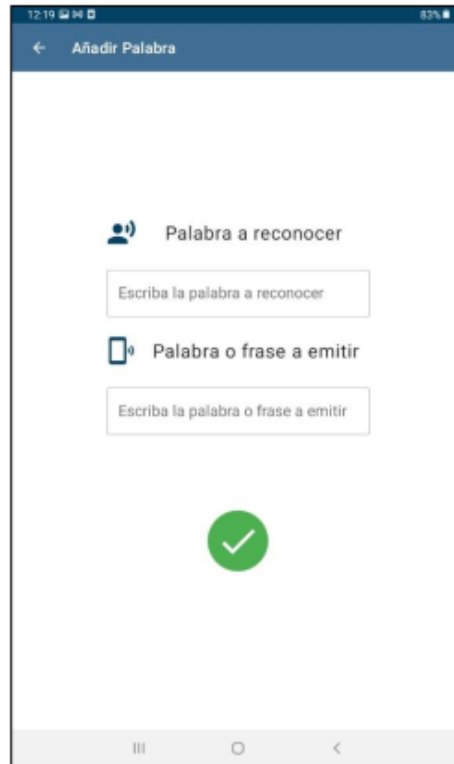 12:19 83%
Añadir Palabra
Palabra a reconocer
Escriba la palabra a reconocer
Palabra o frase a emitir
Escriba la palabra o frase a emitir